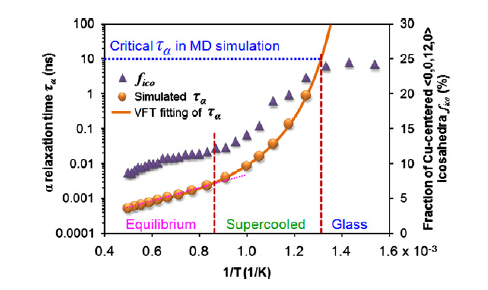 100
10
1
0.1
0.01
0.001
0.0001
α relaxation time τα (ns)
Critical τα in MD simulation
fico
Simulated τα
VFT fitting of τα
Equilibrium
Supercooled
Glass
30
25
20
15
10
5
0
Fraction of Cu-centered <0,0,12,0>
Icosahedra fico (%)
0.4
0.6
0.8
1.0
1.2
1.4
1.6 x 10⁻³
1/T (1/K)